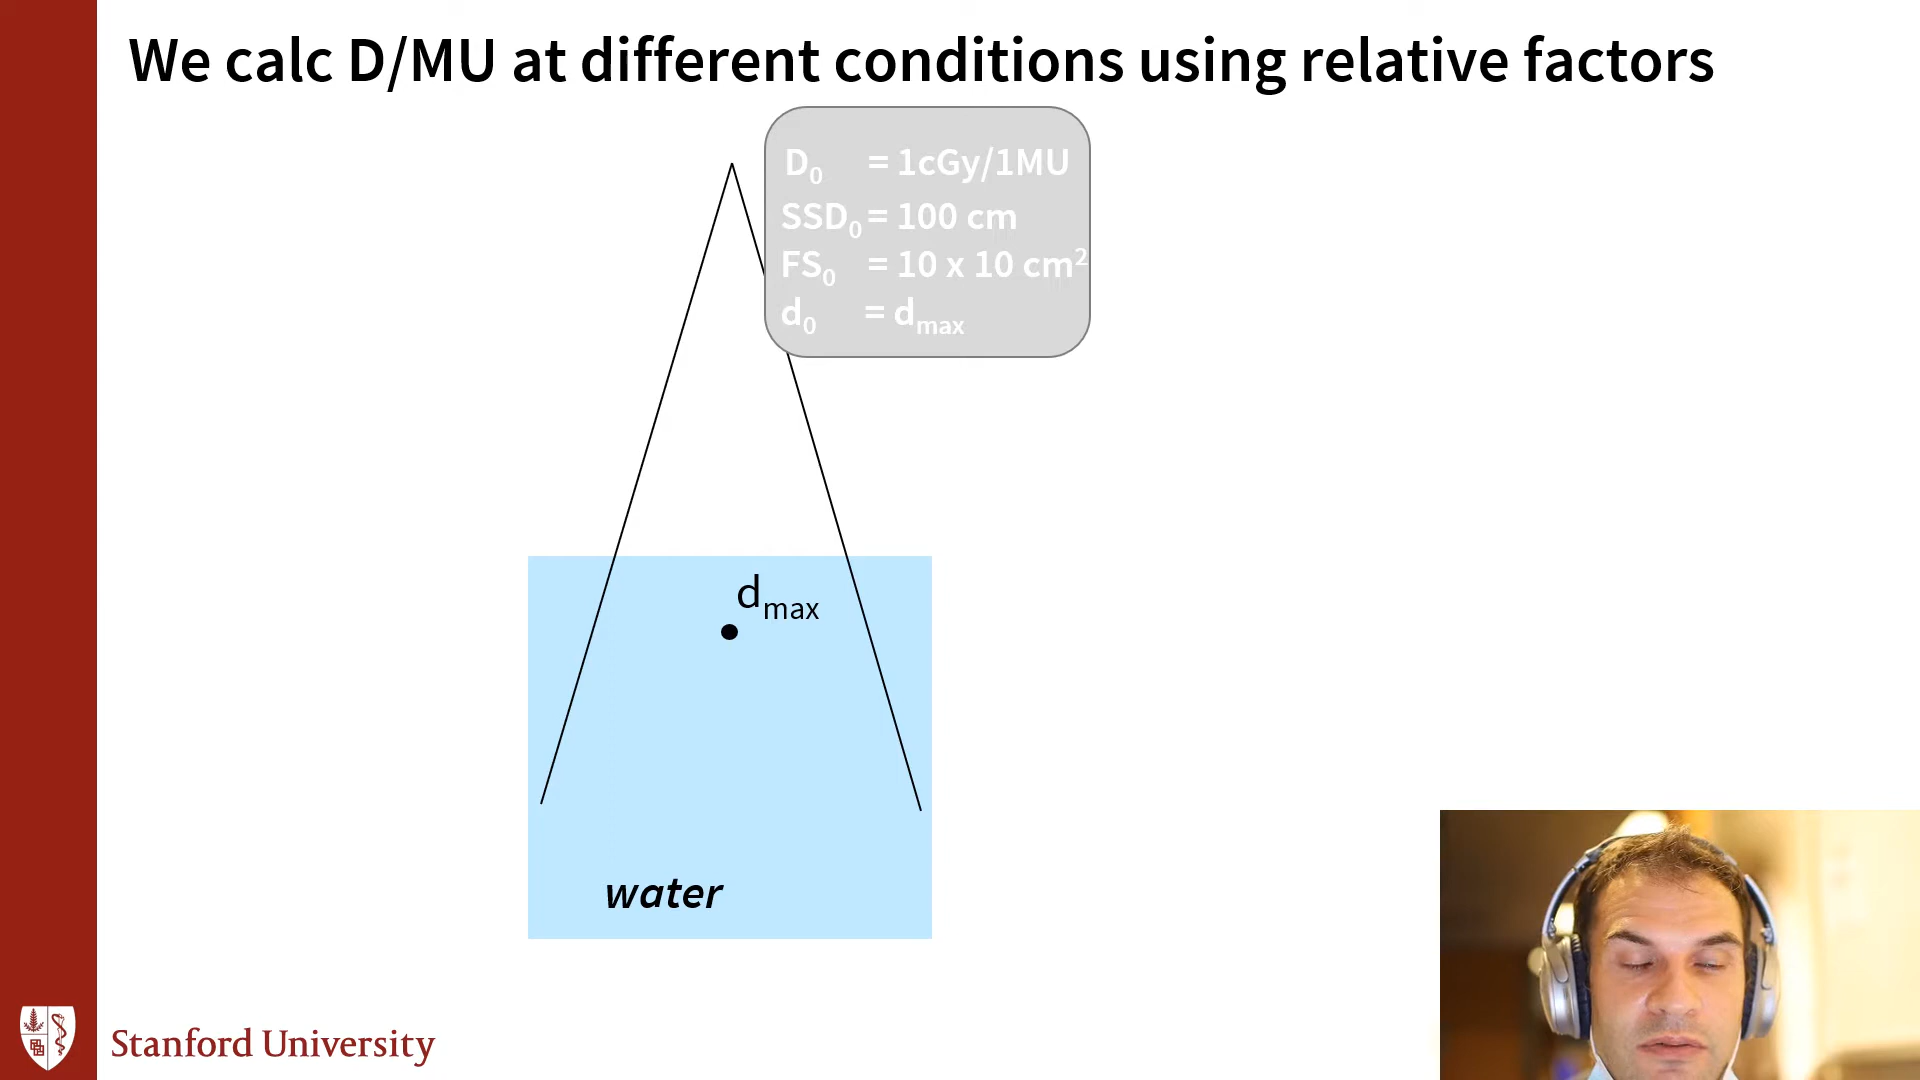 We calc D/MU at different conditions using relative factors
D₀ = 1cGy/1MU
SSD₀ = 100 cm
FS₀ = 10 x 10 cm²
d₀ = dₘₐₓ
dₘₐₓ
water
Stanford University